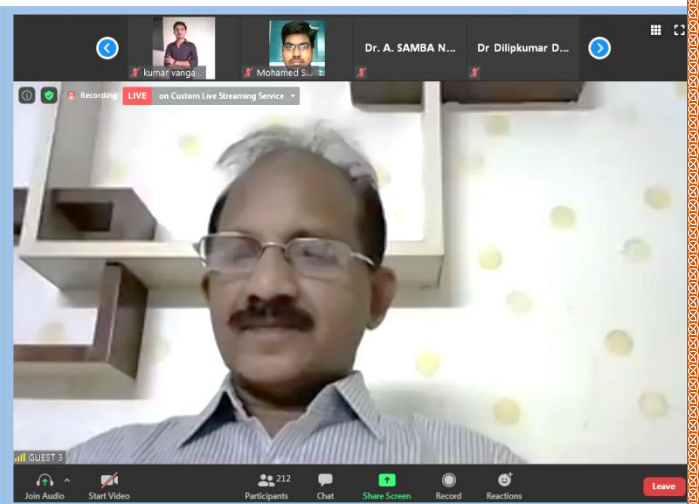 kumar vanga...
Mohamed S...
Dr. A. SAMBA N...
Dr Dilipkumar D...
Recording LIVE on Custom Live Streaming Service
GUEST 3
212
Join Audio
Start Video
Participants
Chat
Share Screen
Record
Reactions
Leave